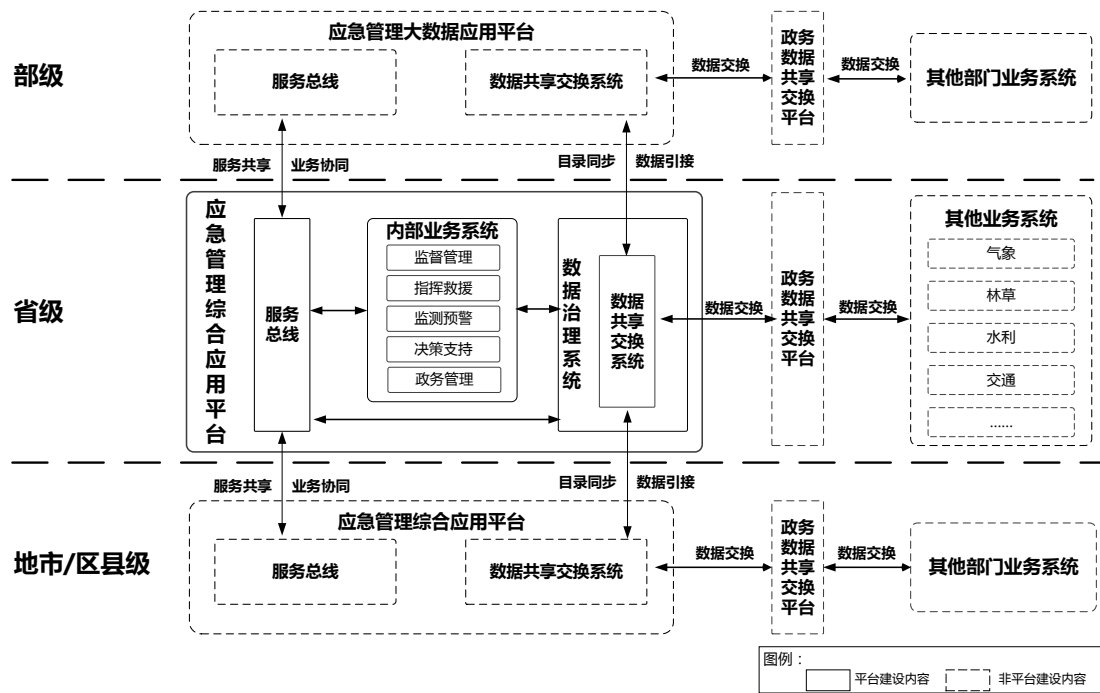 部级
应急管理大数据应用平台
服务总线
数据共享交换系统
数据交换
政务
数据
共享
交换
平台
数据交换
其他部门业务系统
服务共享
业务协同
目录同步
数据引接
省级
应急管理综合应用平台
服务
总线
内部业务系统
监督管理
指挥救援
监测预警
决策支持
政务管理
数据治理系统
数据
共享
交换
系统
数据交换
政务
数据
共享
交换
平台
数据交换
其他业务系统
气象
林草
水利
交通
......
服务共享
业务协同
目录同步
数据引接
地市/区县级
应急管理综合应用平台
服务总线
数据共享交换系统
数据交换
政务
数据
共享
交换
平台
数据交换
其他部门业务系统
图例：
平台建设内容
非平台建设内容